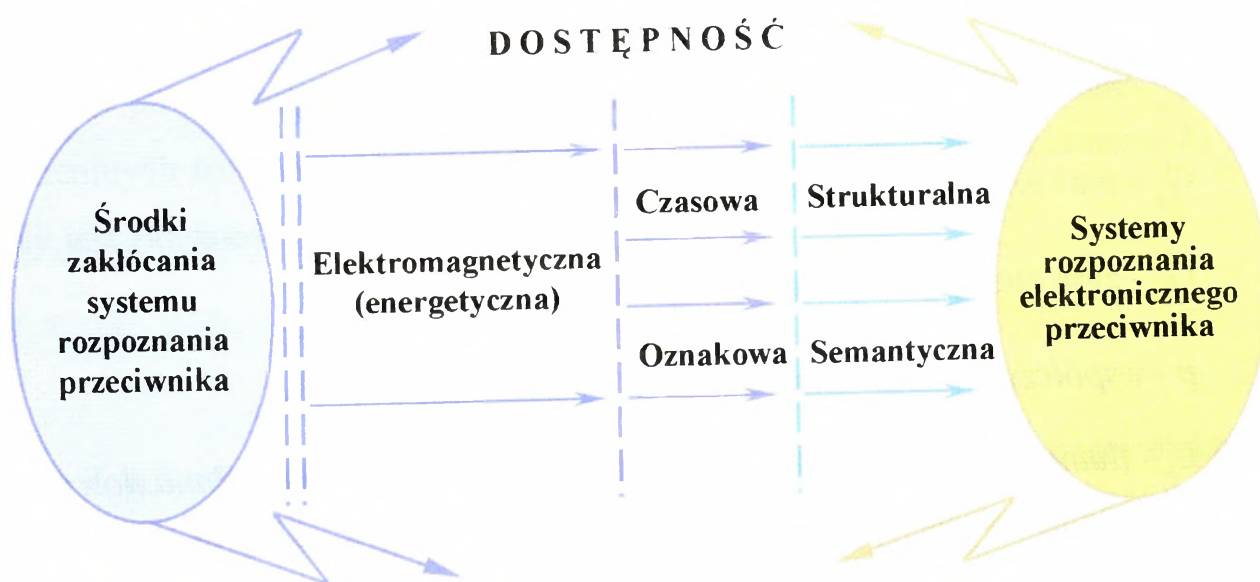 DOSTĘPNOŚĆ
Środki
zakłócania
systemu
rozpoznania
przeciwnika
Elektromagnetyczna
(energetyczna)
Czasowa
Oznakowa
Strukturalna
Semantyczna
Systemy
rozpoznania
elektronicznego
przeciwnika